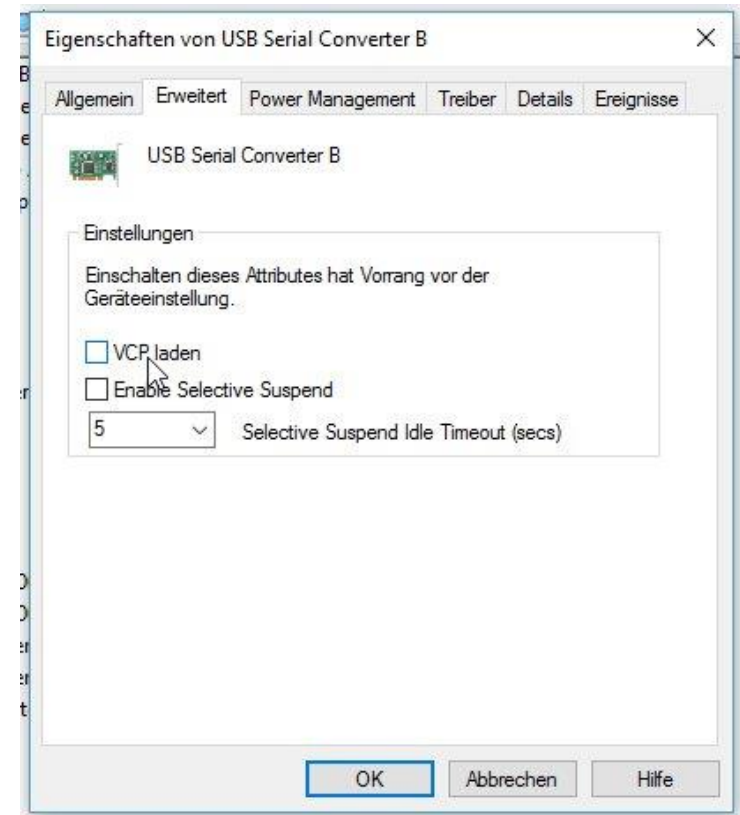 Eigenschaften von USB Serial Converter B
Allgemein Erweitert Power Management Treiber Details Ereignisse
USB Serial Converter B
Einstellungen
Einschalten dieses Attributes hat Vorrang vor der
Geräteeinstellung.
VCP laden
Enable Selective Suspend
5 Selective Suspend Idle Timeout (secs)
OK Abbrechen Hilfe